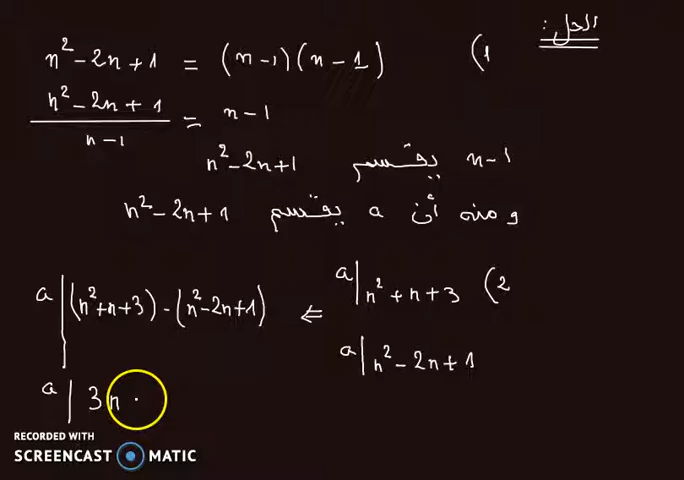 الحل :
1) n² - 2n + 1 = (n-1)(n-1)
n² - 2n + 1 / n-1 = n-1
n-1 يقسم n² - 2n + 1
و منه أن a يقسم n² - 2n + 1
2) a | n² + n + 3 ⇐ a | (n² + n + 3) - (n² - 2n + 1)
a | n² - 2n + 1
a | 3n
RECORDED WITH
SCREENCAST MATIC